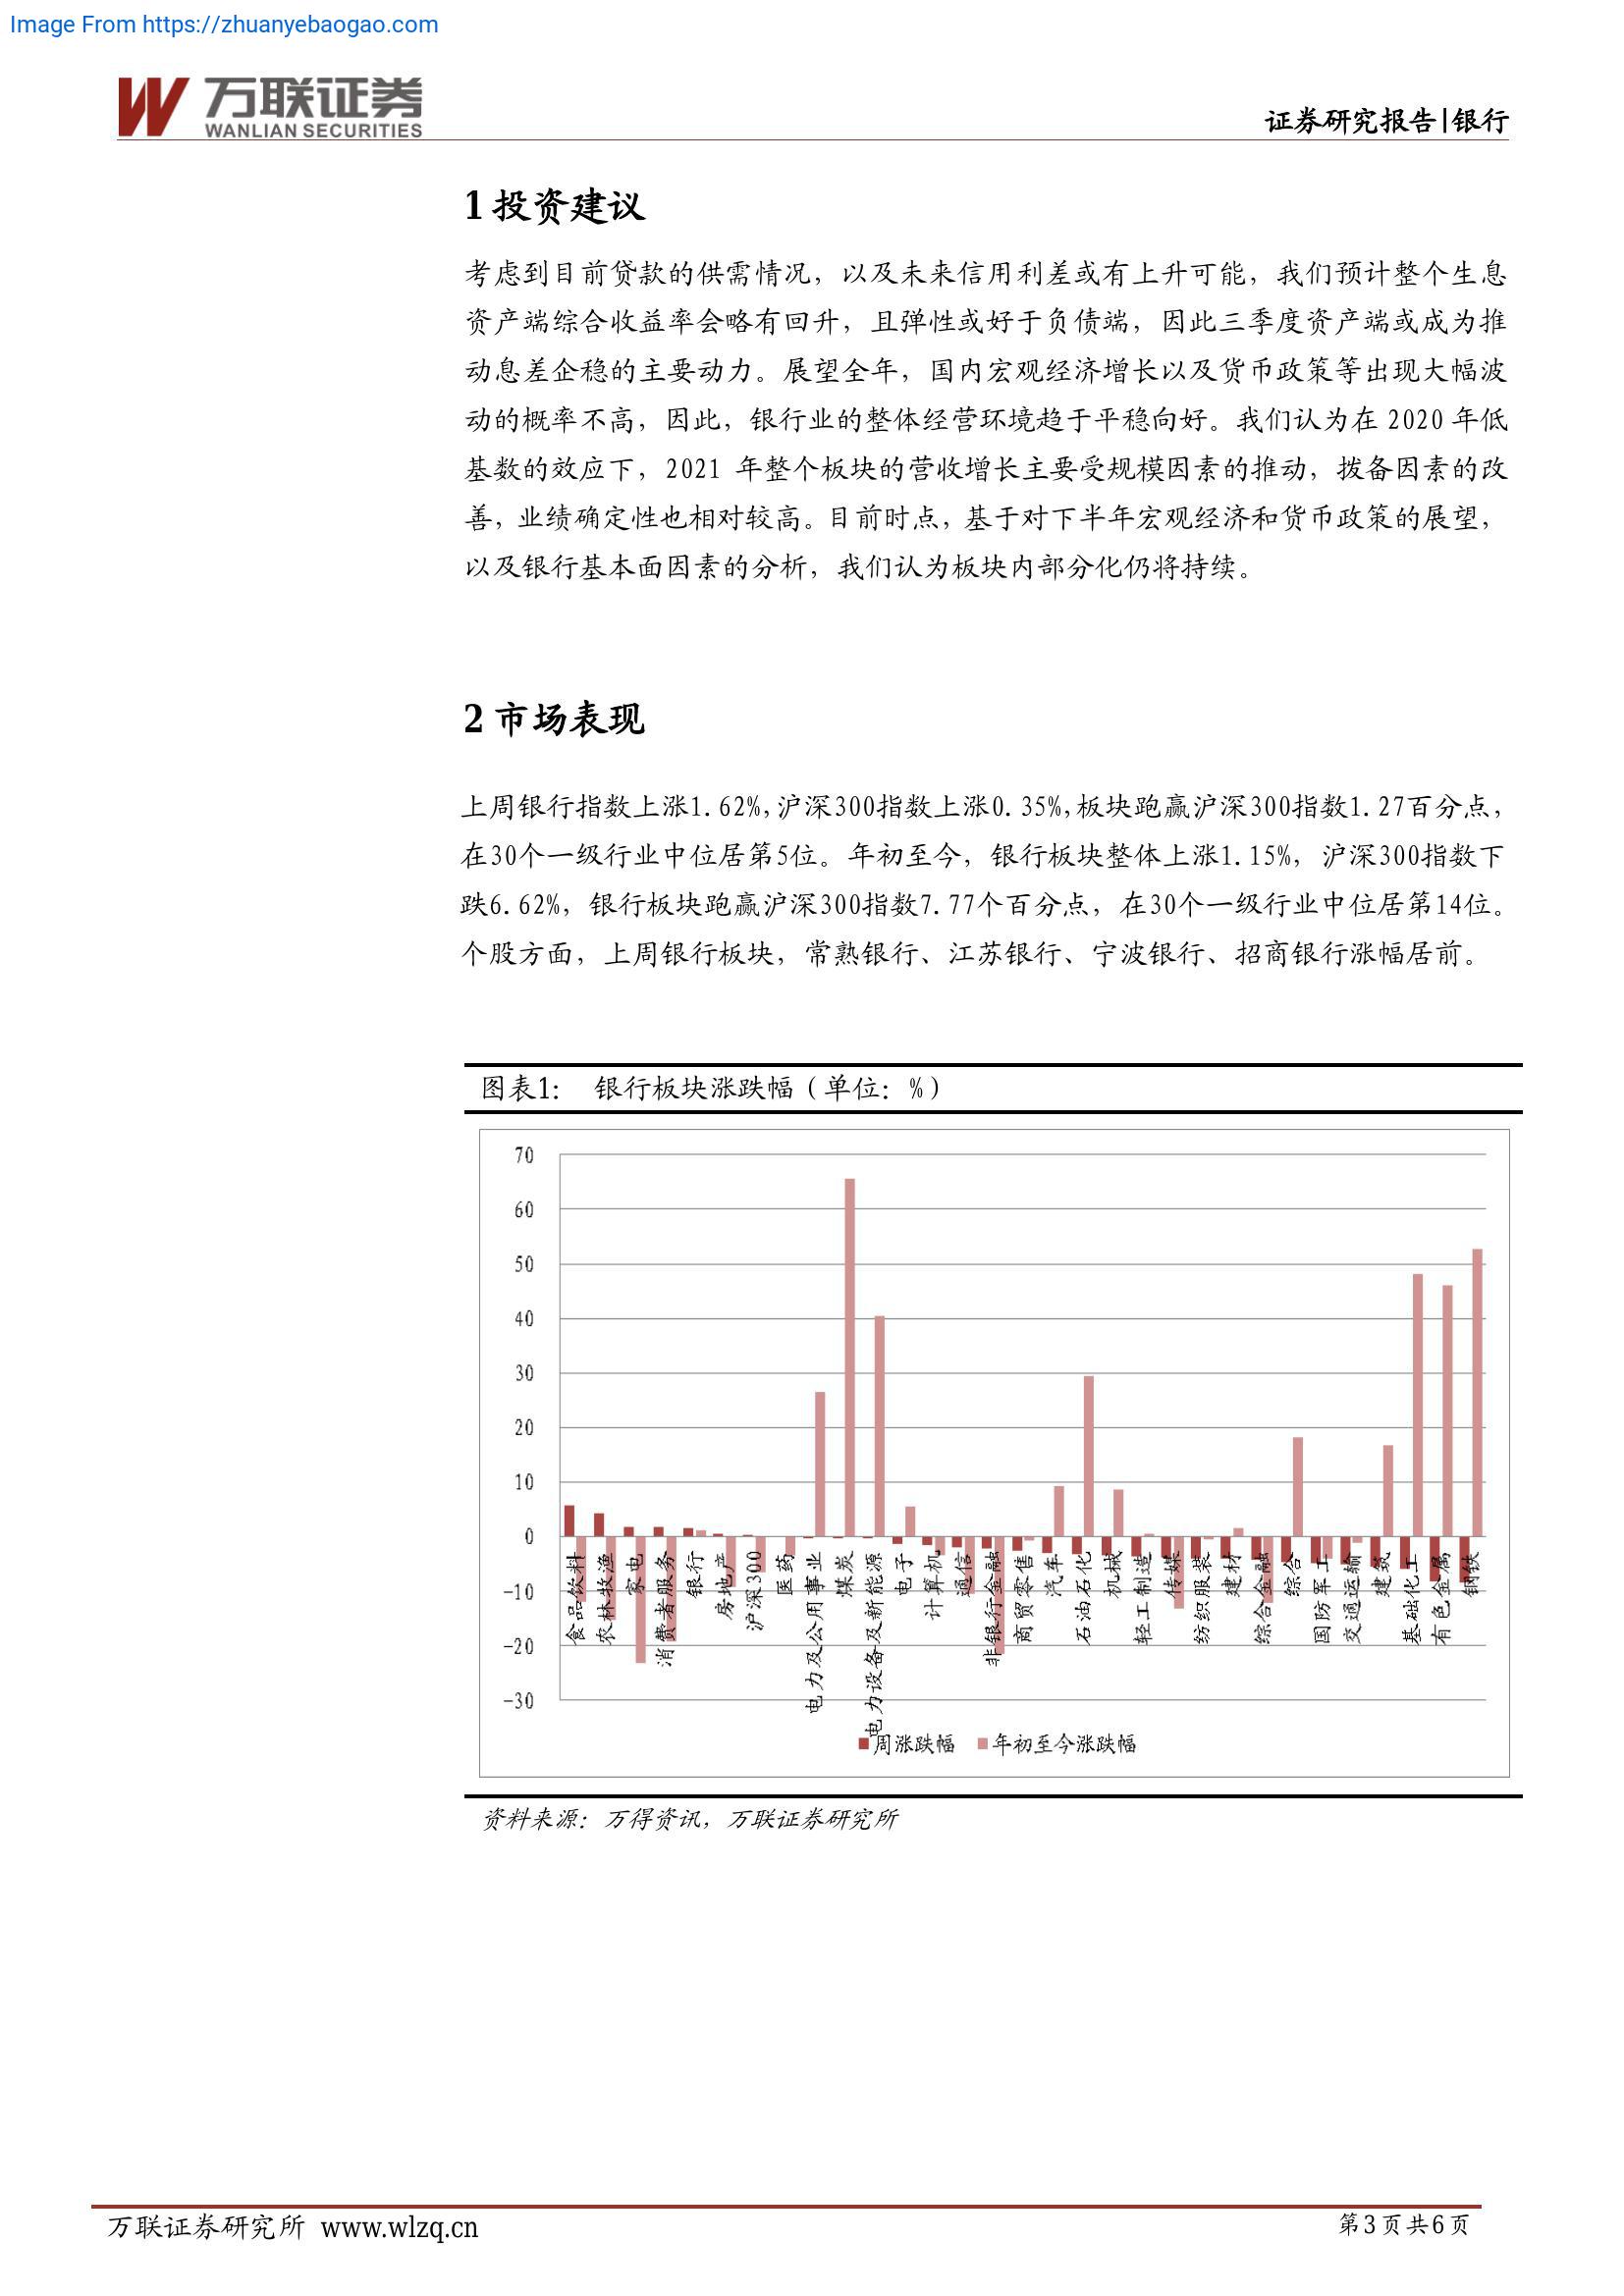 Image From https://zhuanyebaogao.com
万联证券
WANLIAN SECURITIES
证券研究报告|银行
1 投资建议
考虑到目前贷款的供需情况，以及未来信用利差或有上升可能，我们预计整个生息
资产端综合收益率会略有回升，且弹性或好于负债端，因此三季度资产端或成为推
动息差企稳的主要动力。展望全年，国内宏观经济增长以及货币政策等出现大幅波
动的概率不高，因此，银行业的整体经营环境趋于平稳向好。我们认为在 2020 年低
基数的效应下，2021 年整个板块的营收增长主要受规模因素的推动，拨备因素的改
善，业绩确定性也相对较高。目前时点，基于对下半年宏观经济和货币政策的展望，
以及银行基本面因素的分析，我们认为板块内部分化仍将持续。
2 市场表现
上周银行指数上涨1.62%,沪深300指数上涨0.35%,板块跑赢沪深300指数1.27百分点，
在30个一级行业中位居第5位。年初至今，银行板块整体上涨1.15%，沪深300指数下
跌6.62%，银行板块跑赢沪深300指数7.77个百分点，在30个一级行业中位居第14位。
个股方面，上周银行板块，常熟银行、江苏银行、宁波银行、招商银行涨幅居前。
图表1： 银行板块涨跌幅（单位：%）
70
60
50
40
30
20
10
0
-10
-20
-30
食品饮料
农林牧渔
家电
消费者服务
银行
房地产
沪深300
医药
电力及公用事业
煤炭
电力设备及新能源
电子
计算机
通信
非银行金融
商贸零售
汽车
石油石化
机械
轻工制造
传媒
纺织服装
建材
综合金融
综合
国防军工
交通运输
建筑
基础化工
有色金属
钢铁
周涨跌幅 年初至今涨跌幅
资料来源：万得资讯，万联证券研究所
万联证券研究所 www.wlzq.cn
第3页共6页